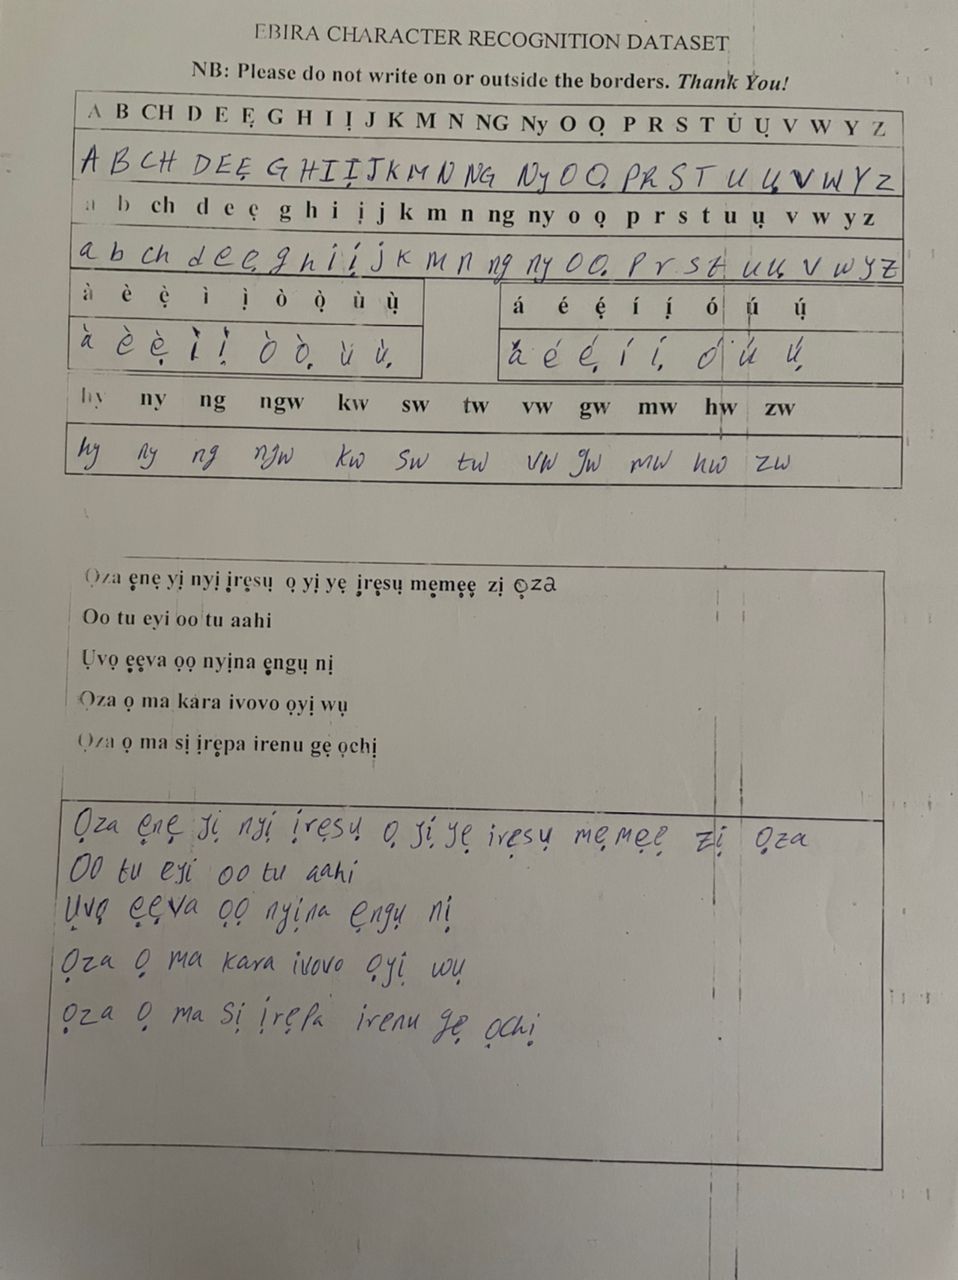 EBIRA CHARACTER RECOGNITION DATASET
NB: Please do not write on or outside the borders. Thank You!
A B CH D E Ẹ G H I Ị J K M N NG Ny O Ọ P R S T Ú Ụ V W Y Z
A B CH D E Ẹ G H I Ị J K M N NG Ny O Ọ P R S T U Ụ V W Y Z
a b ch d e ẹ g h i ị j k m n ng ny o ọ p r s t u ụ v w y z
a b ch d e ẹ g h i ị j k m n ng ny o ọ p r s t u ụ v w y z
à è ẹ̀ ì ị̀ ò ọ̀ ù ụ̀ á é ẹ́ í ị́ ó ú ụ́
à è ẹ̀ ì ị̀ ò ọ̀ ù ụ̀ á é ẹ́ í ị́ ó ú ụ́
hy ny ng ngw kw sw tw vw gw mw hw zw
hy ny ng ngw kw sw tw vw gw mw hw zw
Ọza ẹnẹ yị nyị ịrẹsụ ọ yị yẹ ịrẹsụ mẹmẹẹ zị ọza
Oo tu eyi oo tu aahi
Ụvọ ẹẹva ọọ nyịna ẹngụ nị
Ọza ọ ma kara ivovo ọyị wụ
Ọza ọ ma sị ịrẹpa irenu gẹ ọchị
Ọza ẹnẹ yị nyị ịrẹsụ ọ yị yẹ irẹsụ mẹmẹẹ zị ọza
Oo tu eyi oo tu aahi
Ụvọ ẹẹva ọọ nyịna ẹngụ nị
Ọza ọ ma kara ivovo ọyị wụ
Ọza ọ ma sị ịrẹpa irenu gẹ ọchị